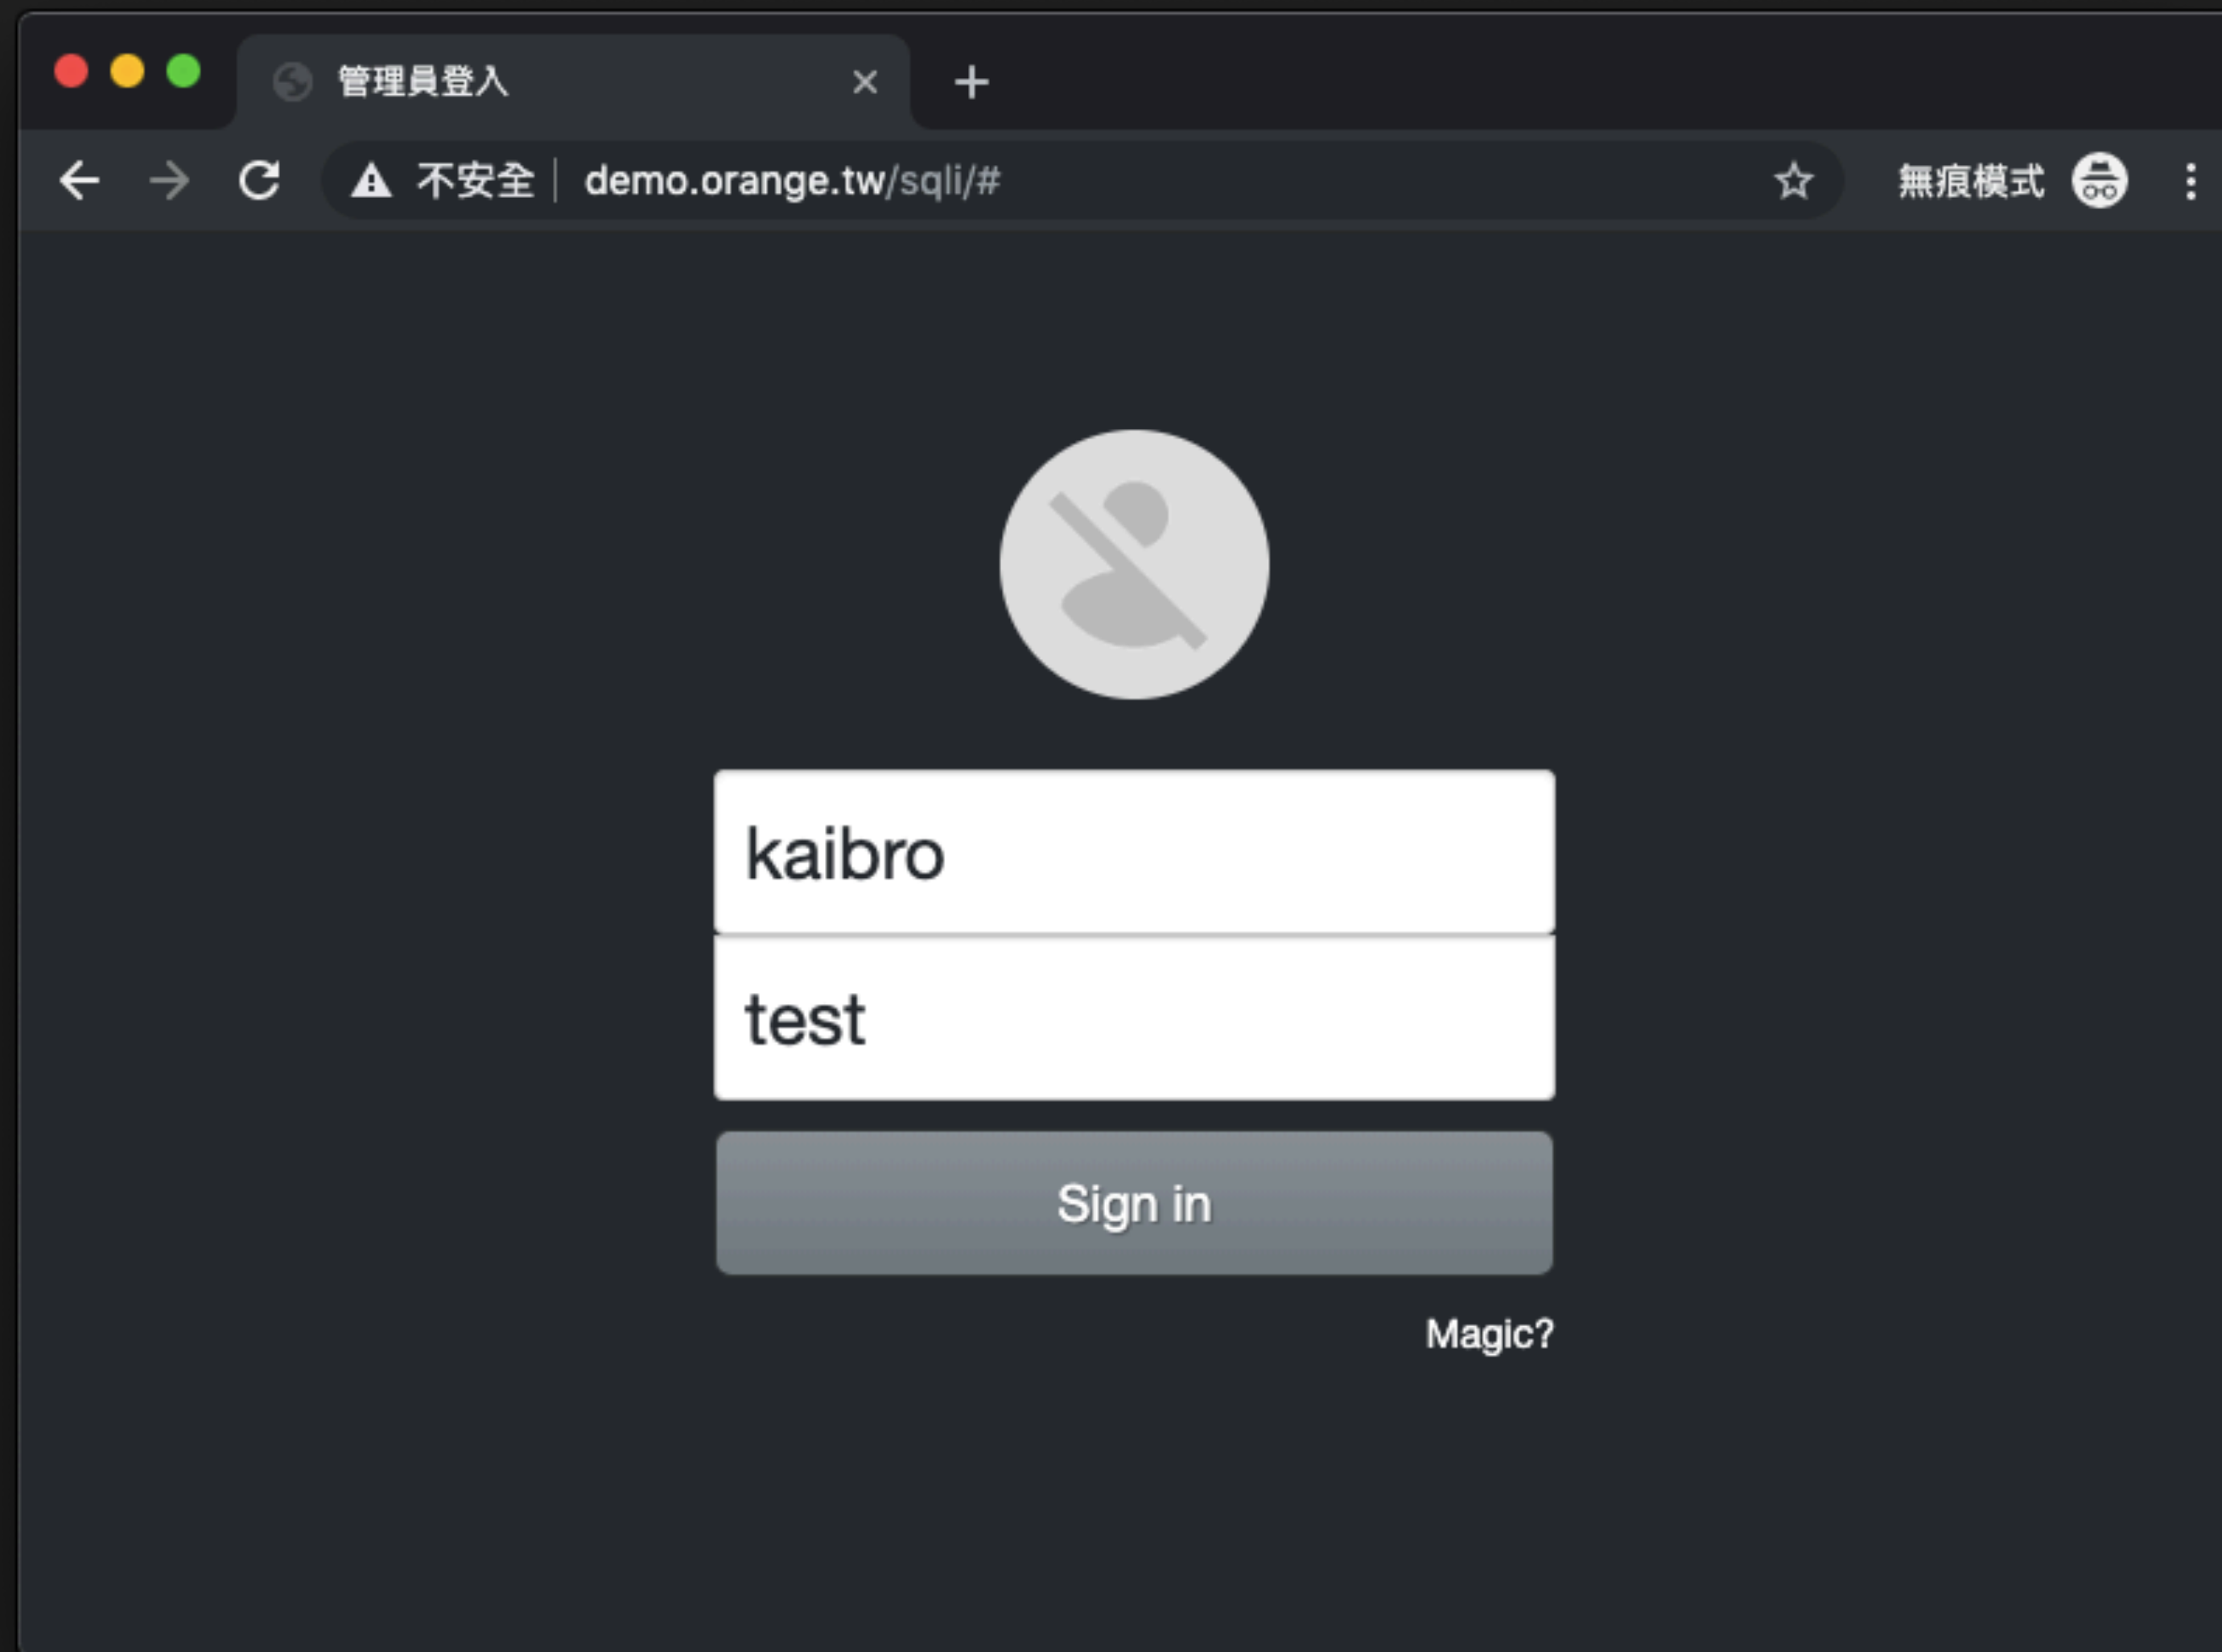 管理員登入
不安全 demo.orange.tw/sqli/# 無痕模式
kaibro
test
Sign in
Magic?